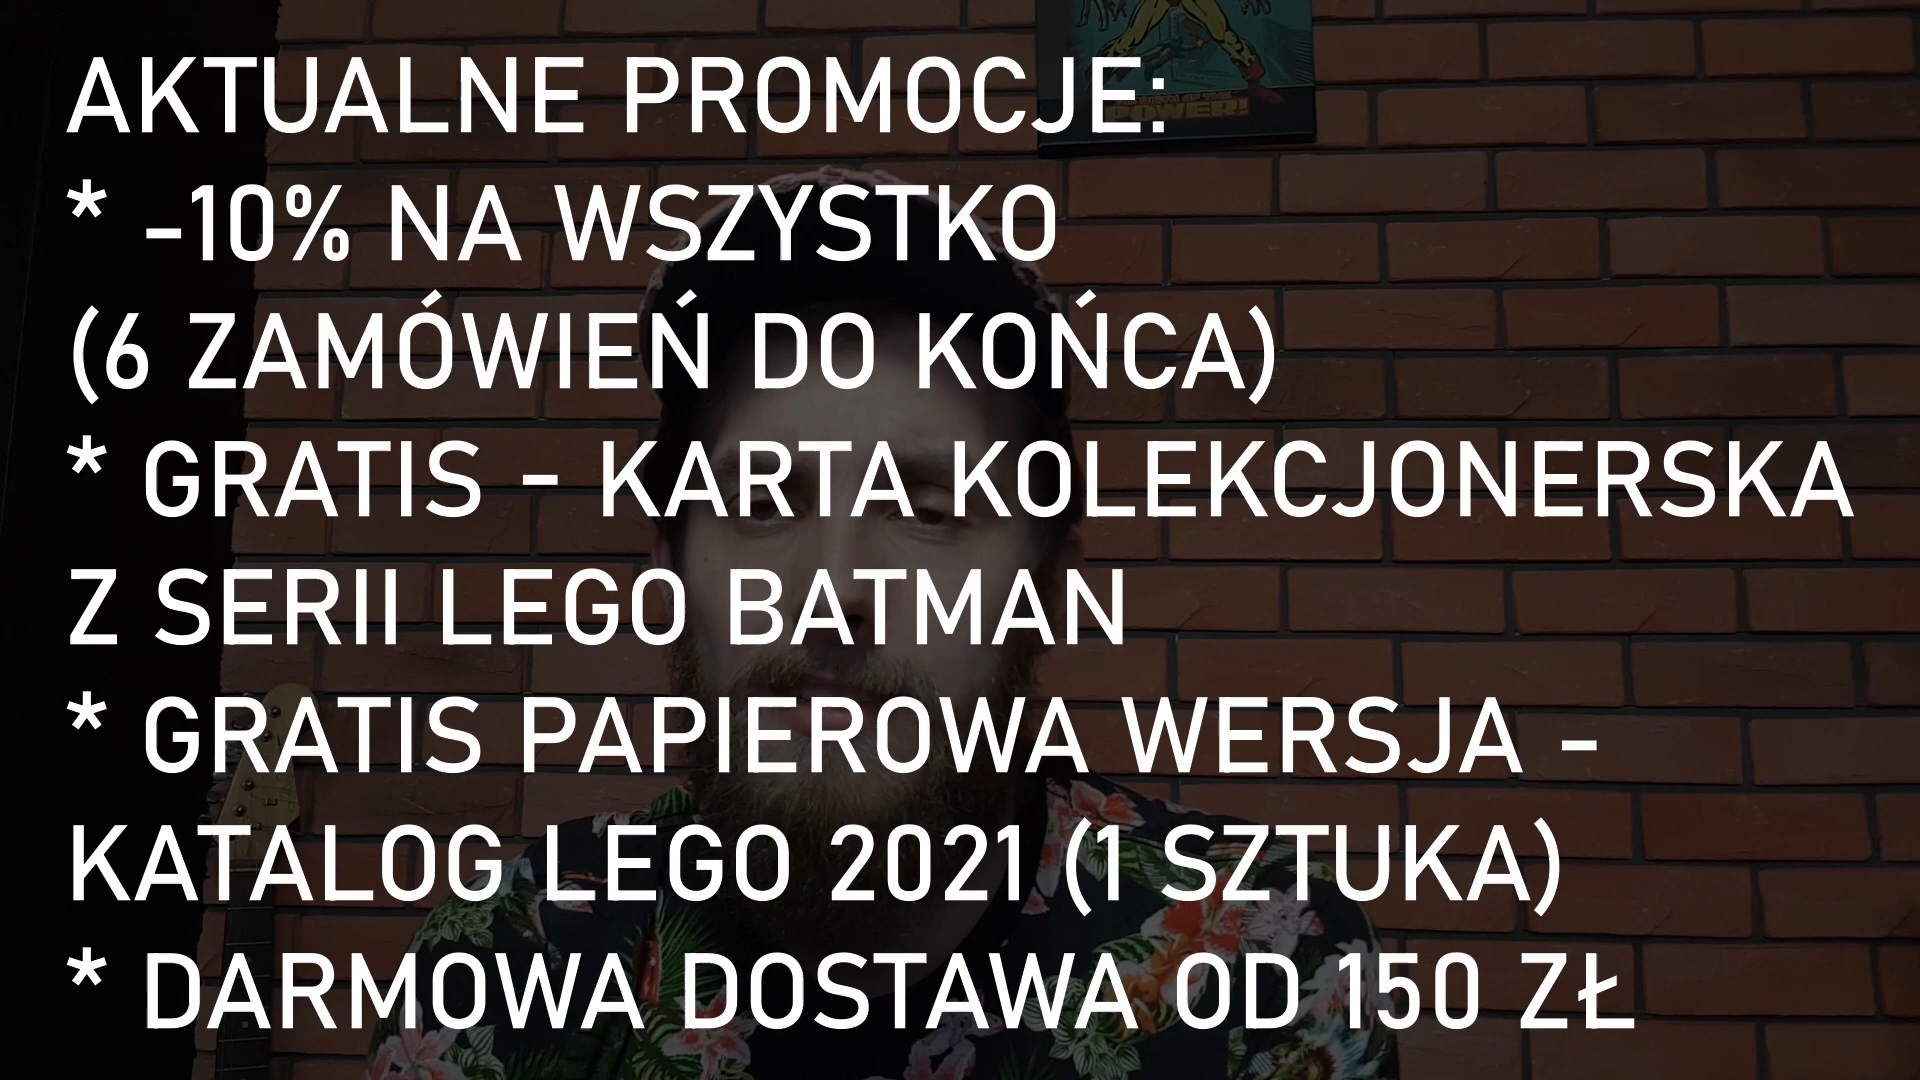 POWER!
AKTUALNE PROMOCJE:
* -10% NA WSZYSTKO
(6 ZAMÓWIEŃ DO KOŃCA)
* GRATIS - KARTA KOLEKCJONERSKA
Z SERII LEGO BATMAN
* GRATIS PAPIEROWA WERSJA -
KATALOG LEGO 2021 (1 SZTUKA)
* DARMOWA DOSTAWA OD 150 ZŁ